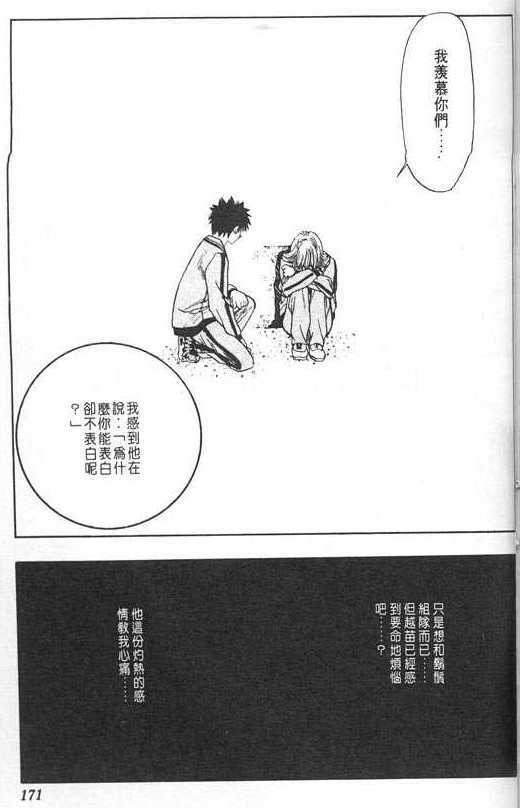 我羨慕你們……
我感到他在
說：「為什
麼你能表白
卻不表白呢
？」
只是想和鬍鬚
組隊而已……
但越苗已經感
到要命地煩惱
吧……？
他這份灼熱的感
情教我心痛……
171